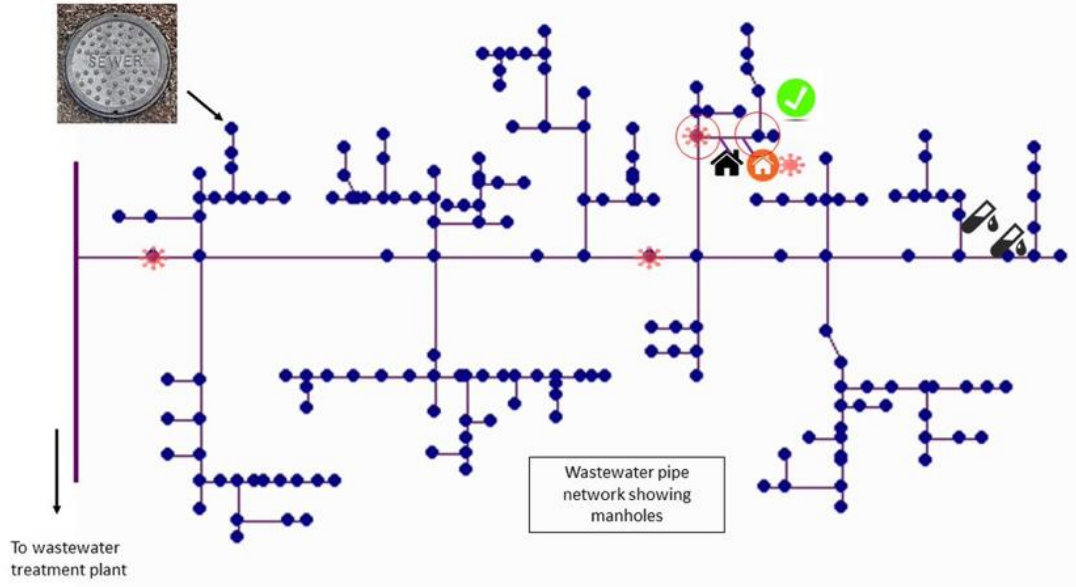 SEWER
Wastewater pipe
network showing
manholes
To wastewater
treatment plant